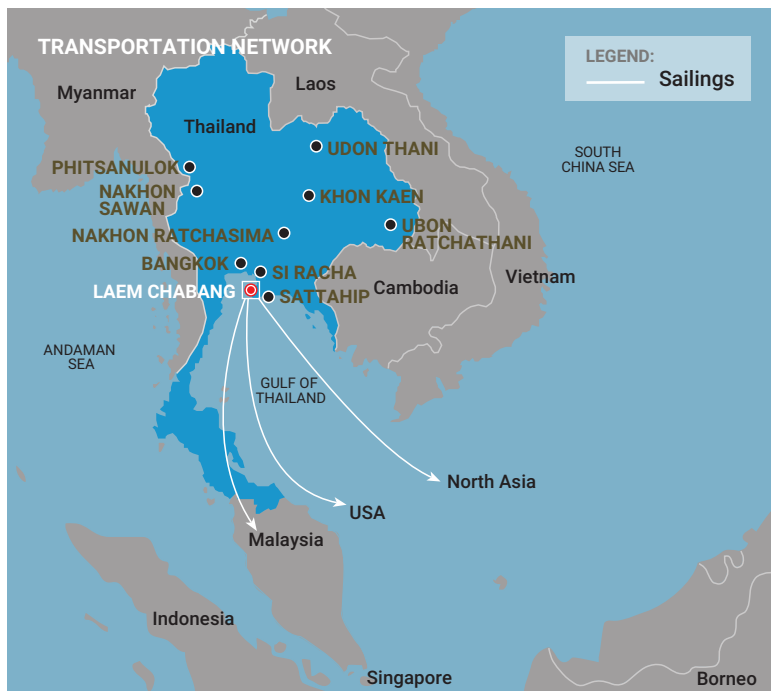 TRANSPORTATION NETWORK
LEGEND:
Sailings
Myanmar
Laos
Thailand
SOUTH
CHINA SEA
UDON THANI
PHITSANULOK
NAKHON
SAWAN
KHON KAEN
UBON
RATCHATHANI
NAKHON RATCHASIMA
BANGKOK
SI RACHA
LAEM CHABANG
SATTAHIP
Cambodia
Vietnam
ANDAMAN
SEA
GULF OF
THAILAND
North Asia
USA
Malaysia
Indonesia
Singapore
Borneo